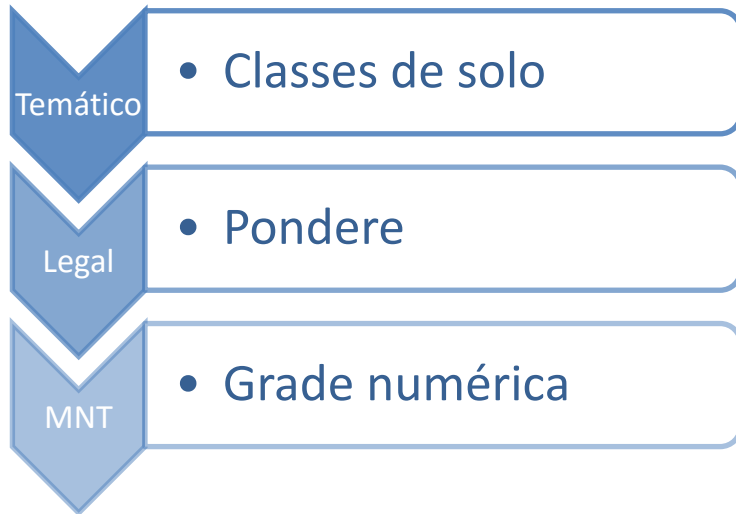 Temático
• Classes de solo
Legal
• Pondere
MNT
• Grade numérica